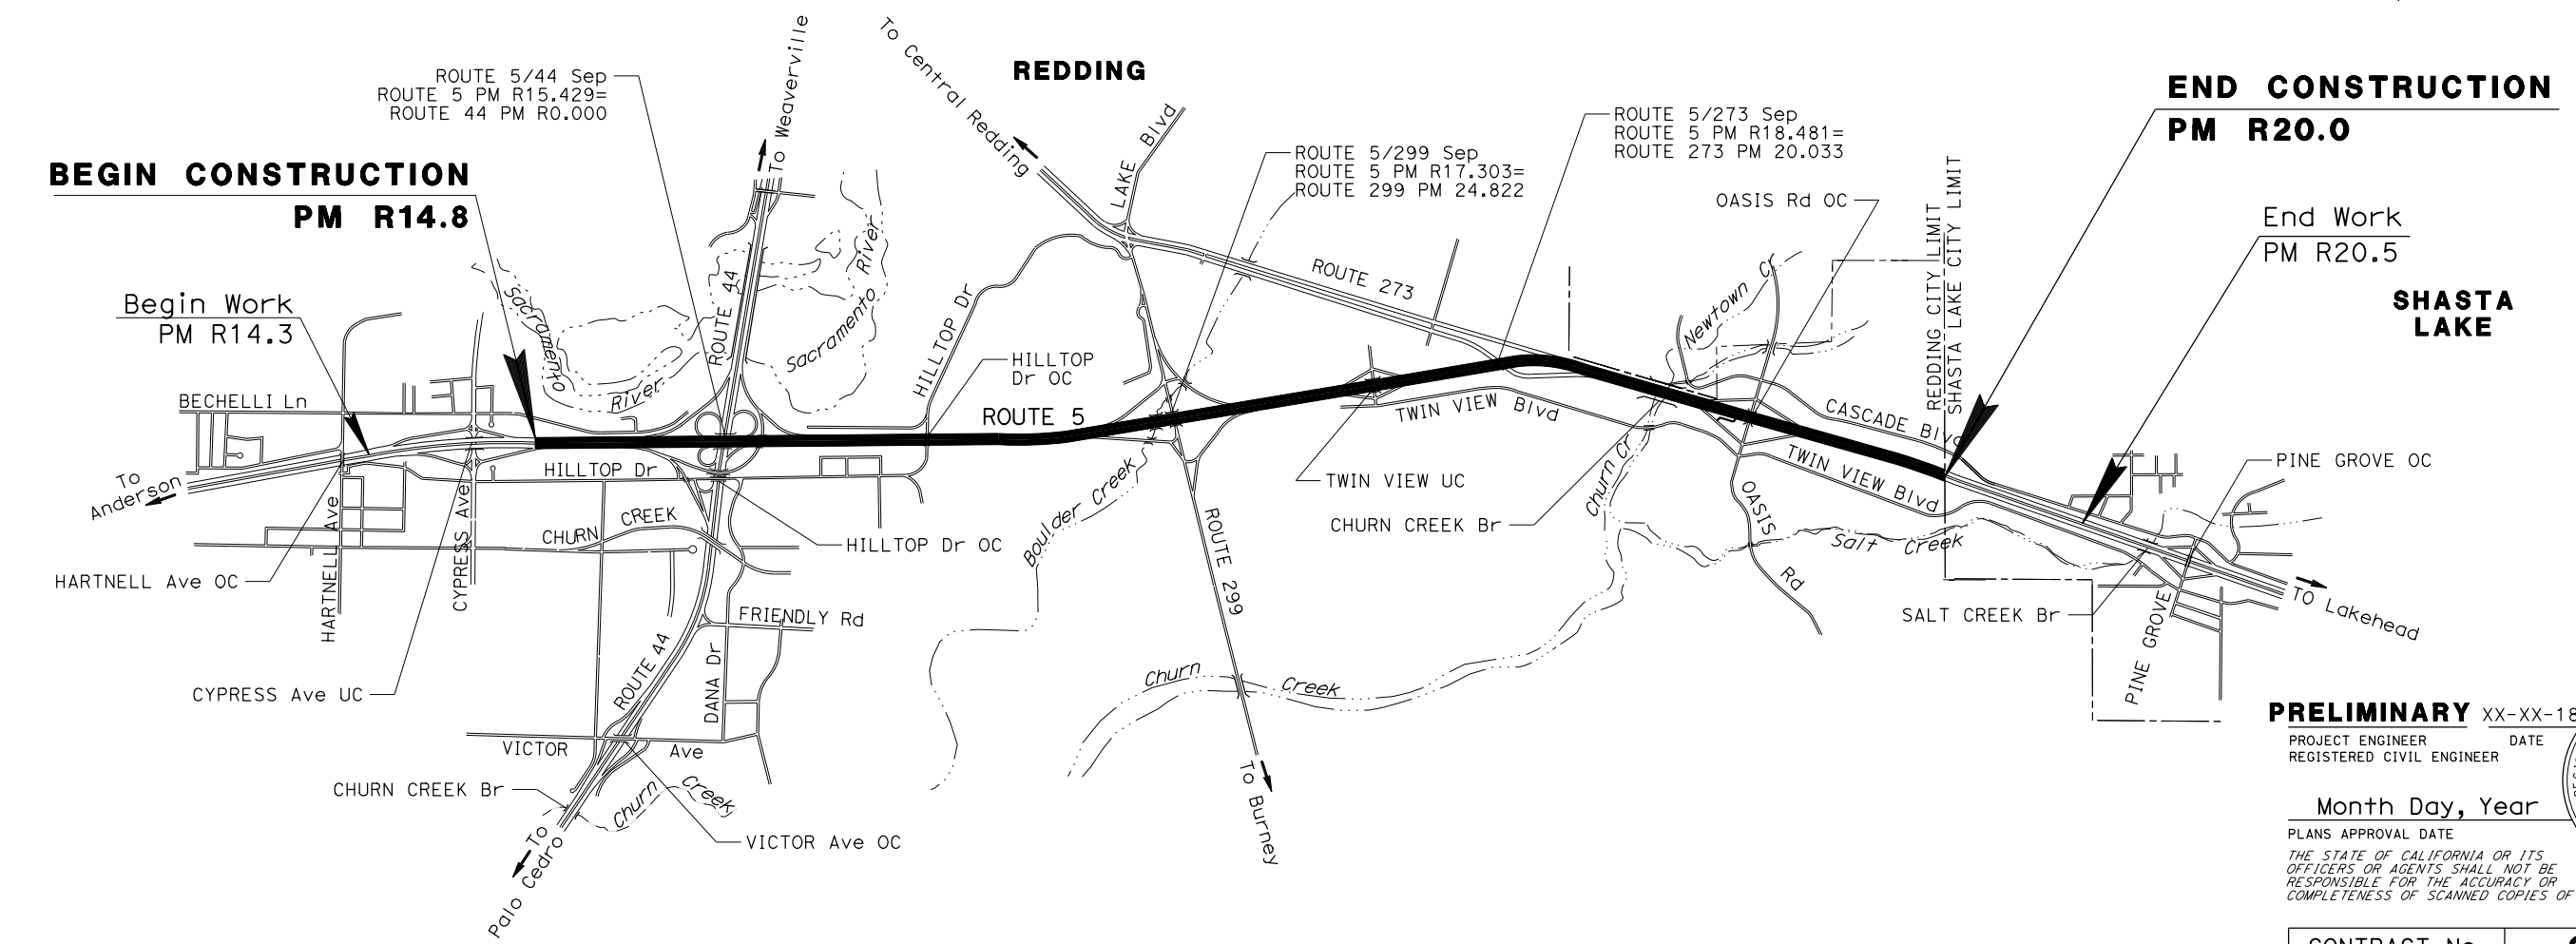 REDDING
To Central Redding
To Weaverville
ROUTE 5/44 Sep
ROUTE 5 PM R15.429=
ROUTE 44 PM R0.000
BEGIN CONSTRUCTION
PM R14.8
Begin Work
PM R14.3
LAKE Blvd
ROUTE 5/299 Sep
ROUTE 5 PM R17.303=
ROUTE 299 PM 24.822
ROUTE 5/273 Sep
ROUTE 5 PM R18.481=
ROUTE 273 PM 20.033
OASIS Rd OC
END CONSTRUCTION
PM R20.0
REDDING CITY LIMIT
SHASTA LAKE CITY LIMIT
End Work
PM R20.5
SHASTA
LAKE
Sacramento
River
ROUTE 44
Sacramento
River
HILLTOP Dr
HILLTOP
Dr OC
ROUTE 273
Newtown Cr
BECHELLI Ln
ROUTE 5
TWIN VIEW Blvd
CASCADE Blvd
TWIN VIEW Blvd
To
Anderson
HILLTOP Dr
CHURN CREEK
HILLTOP Dr OC
Boulder Creek
TWIN VIEW UC
CHURN CREEK Br
Churn Cr
OASIS Rd
Salt Creek
PINE GROVE OC
HARTNELL Ave OC
HARTNELL Ave
CYPRESS Ave
CYPRESS Ave UC
FRIENDLY Rd
DANA Dr
ROUTE 44
ROUTE 299
SALT CREEK Br
PINE GROVE
TO Lakehead
Churn Creek
VICTOR Ave
CHURN CREEK Br
Churn Creek
VICTOR Ave OC
To
Palo Cedro
To Burney
PRELIMINARY XX-XX-18
PROJECT ENGINEER DATE
REGISTERED CIVIL ENGINEER
Month Day, Year
PLANS APPROVAL DATE
THE STATE OF CALIFORNIA OR ITS
OFFICERS OR AGENTS SHALL NOT BE
RESPONSIBLE FOR THE ACCURACY OR
COMPLETENESS OF SCANNED COPIES OF
CONTRACT No